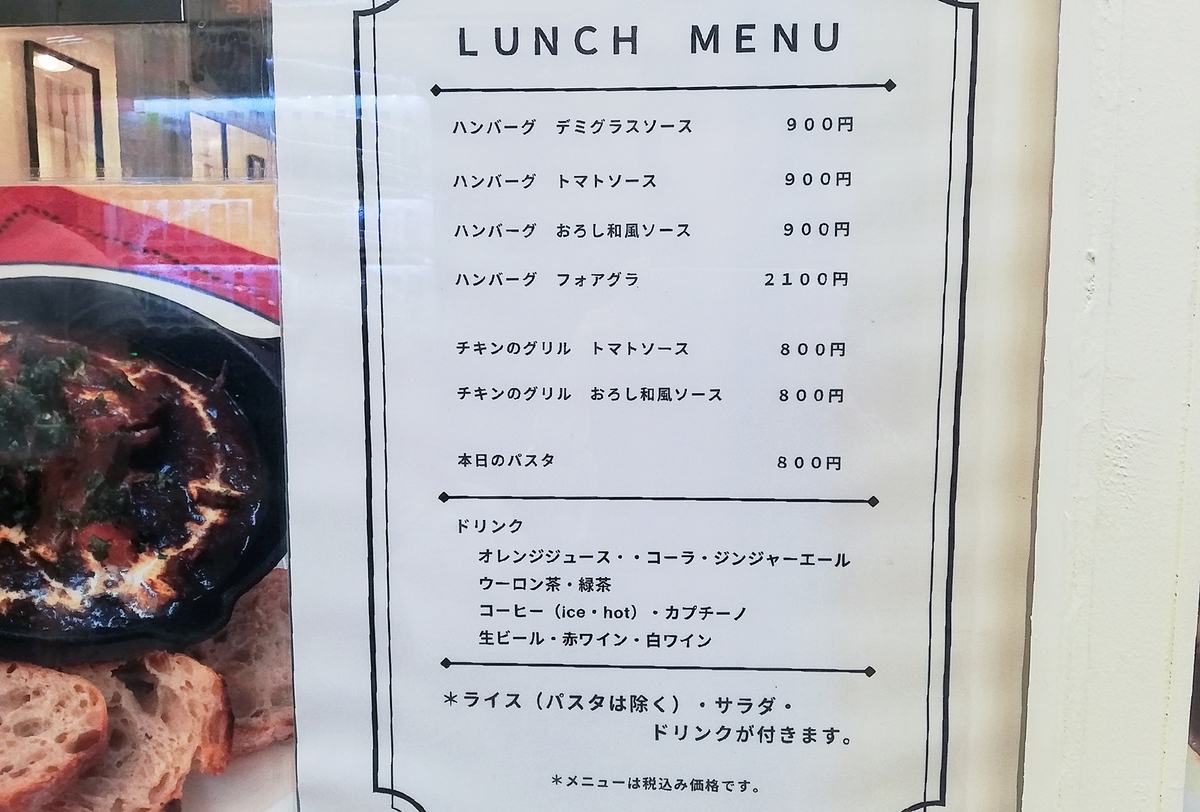 LUNCH MENU
ハンバーグ　デミグラスソース　９００円
ハンバーグ　トマトソース　９００円
ハンバーグ　おろし和風ソース　９００円
ハンバーグ　フォアグラ　２１００円
チキンのグリル　トマトソース　８００円
チキンのグリル　おろし和風ソース　８００円
本日のパスタ　８００円
ドリンク
オレンジジュース・・コーラ・ジンジャーエール
ウーロン茶・緑茶
コーヒー（ice・hot）・カプチーノ
生ビール・赤ワイン・白ワイン
＊ライス（パスタは除く）・サラダ・
ドリンクが付きます。
＊メニューは税込み価格です。